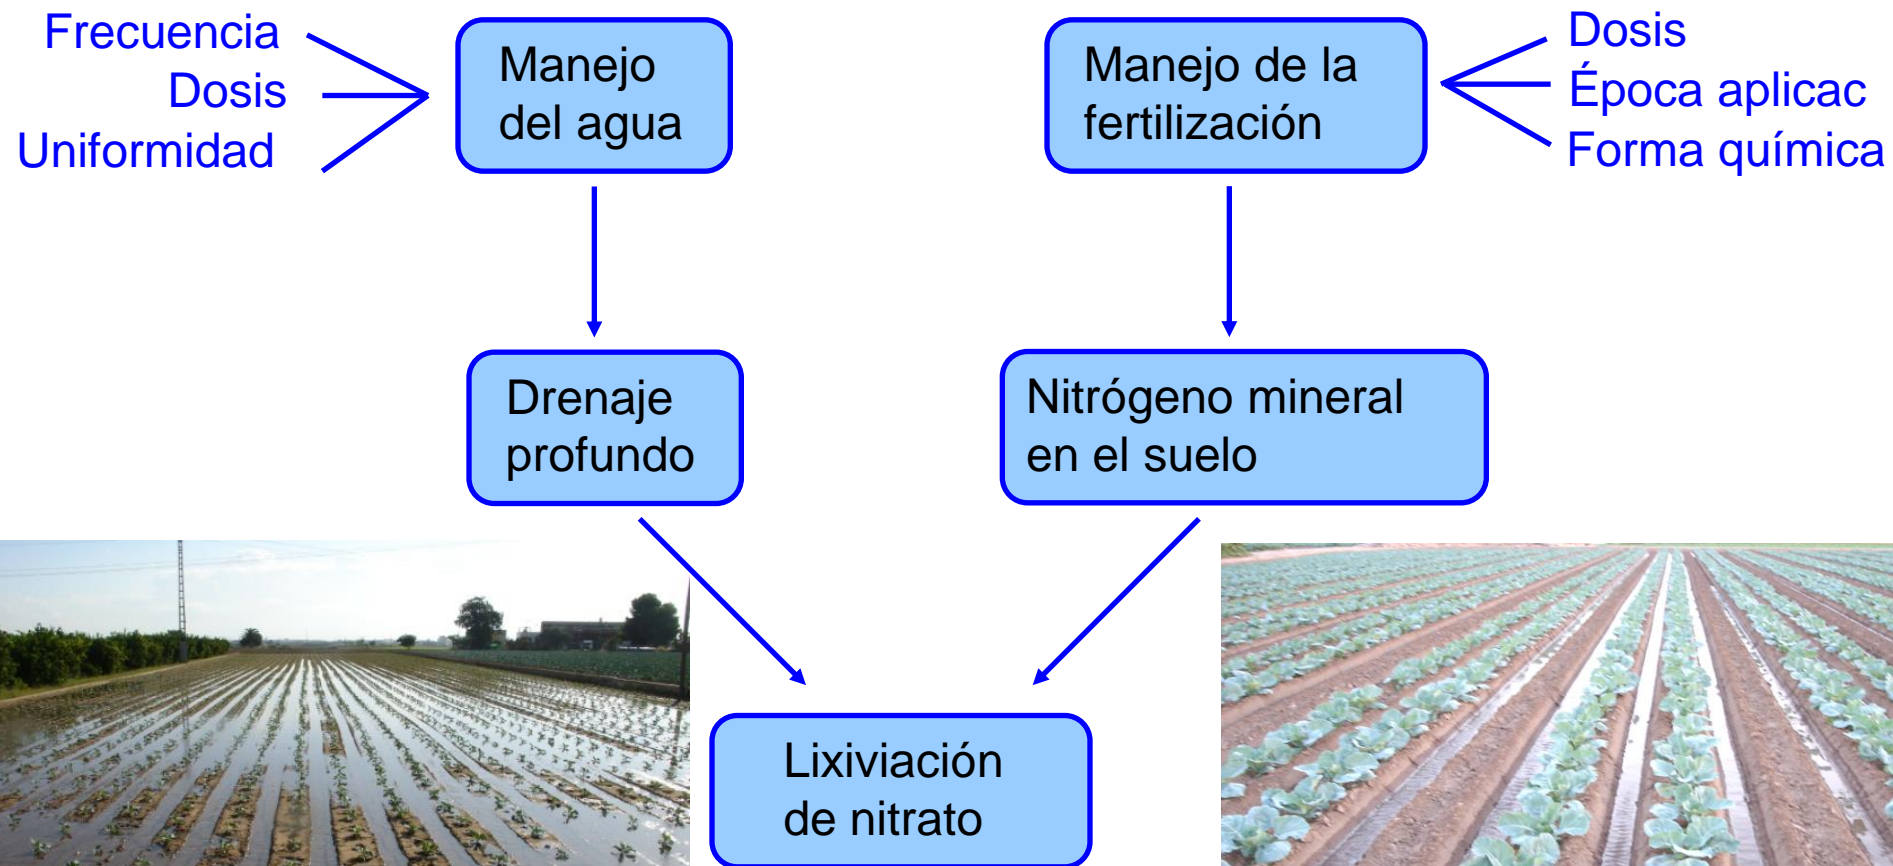 Frecuencia
Dosis
Uniformidad
Manejo
del agua
Manejo de la
fertilización
Dosis
Época aplicac
Forma química
Drenaje
profundo
Nitrógeno mineral
en el suelo
Lixiviación
de nitrato